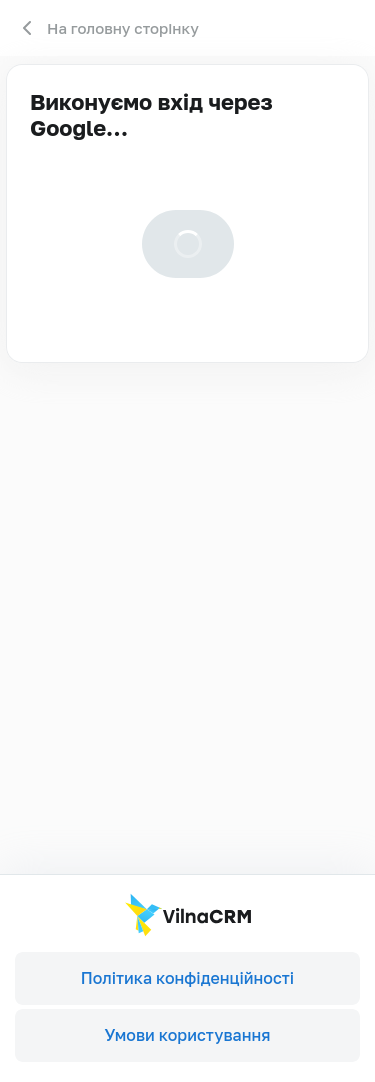 На головну сторінку
Виконуємо вхід через
Google...
VilnaCRM
Політика конфіденційності
Умови користування